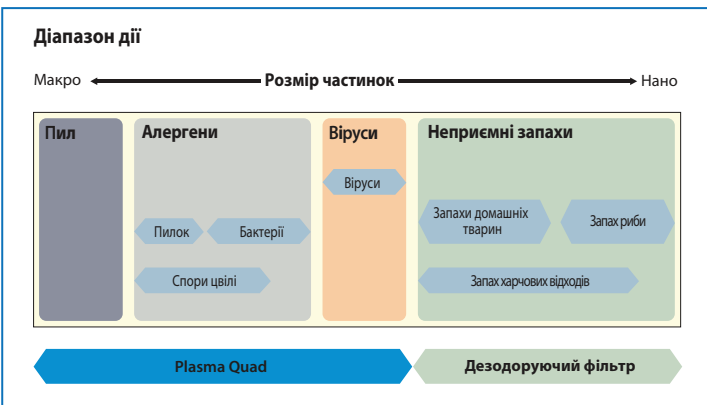 Діапазон дії
Макро Розмір частинок Нано
Пил Алергени Віруси Неприємні запахи
Віруси
Запахи домашніх
тварин
Запах риби
Пилок Бактерії
Спори цвілі Запах харчових відходів
Plasma Quad Дезодоруючий фільтр